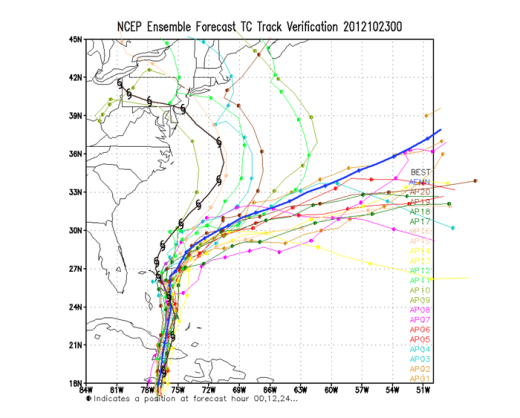 NCEP Ensemble Forecast TC Track Verification 2012102300
45N
42N
39N
36N
33N
30N
27N
24N
21N
18N
BEST
AEMN
AP20
AP19
AP18
AP17
AP12
AP11
AP10
AP09
AP08
AP07
AP06
AP05
AP04
AP03
AP02
AP01
84W 81W 78W 75W 72W 69W 66W 63W 60W 57W 54W 51W
Indicates a position at forecast hour 00,12,24...